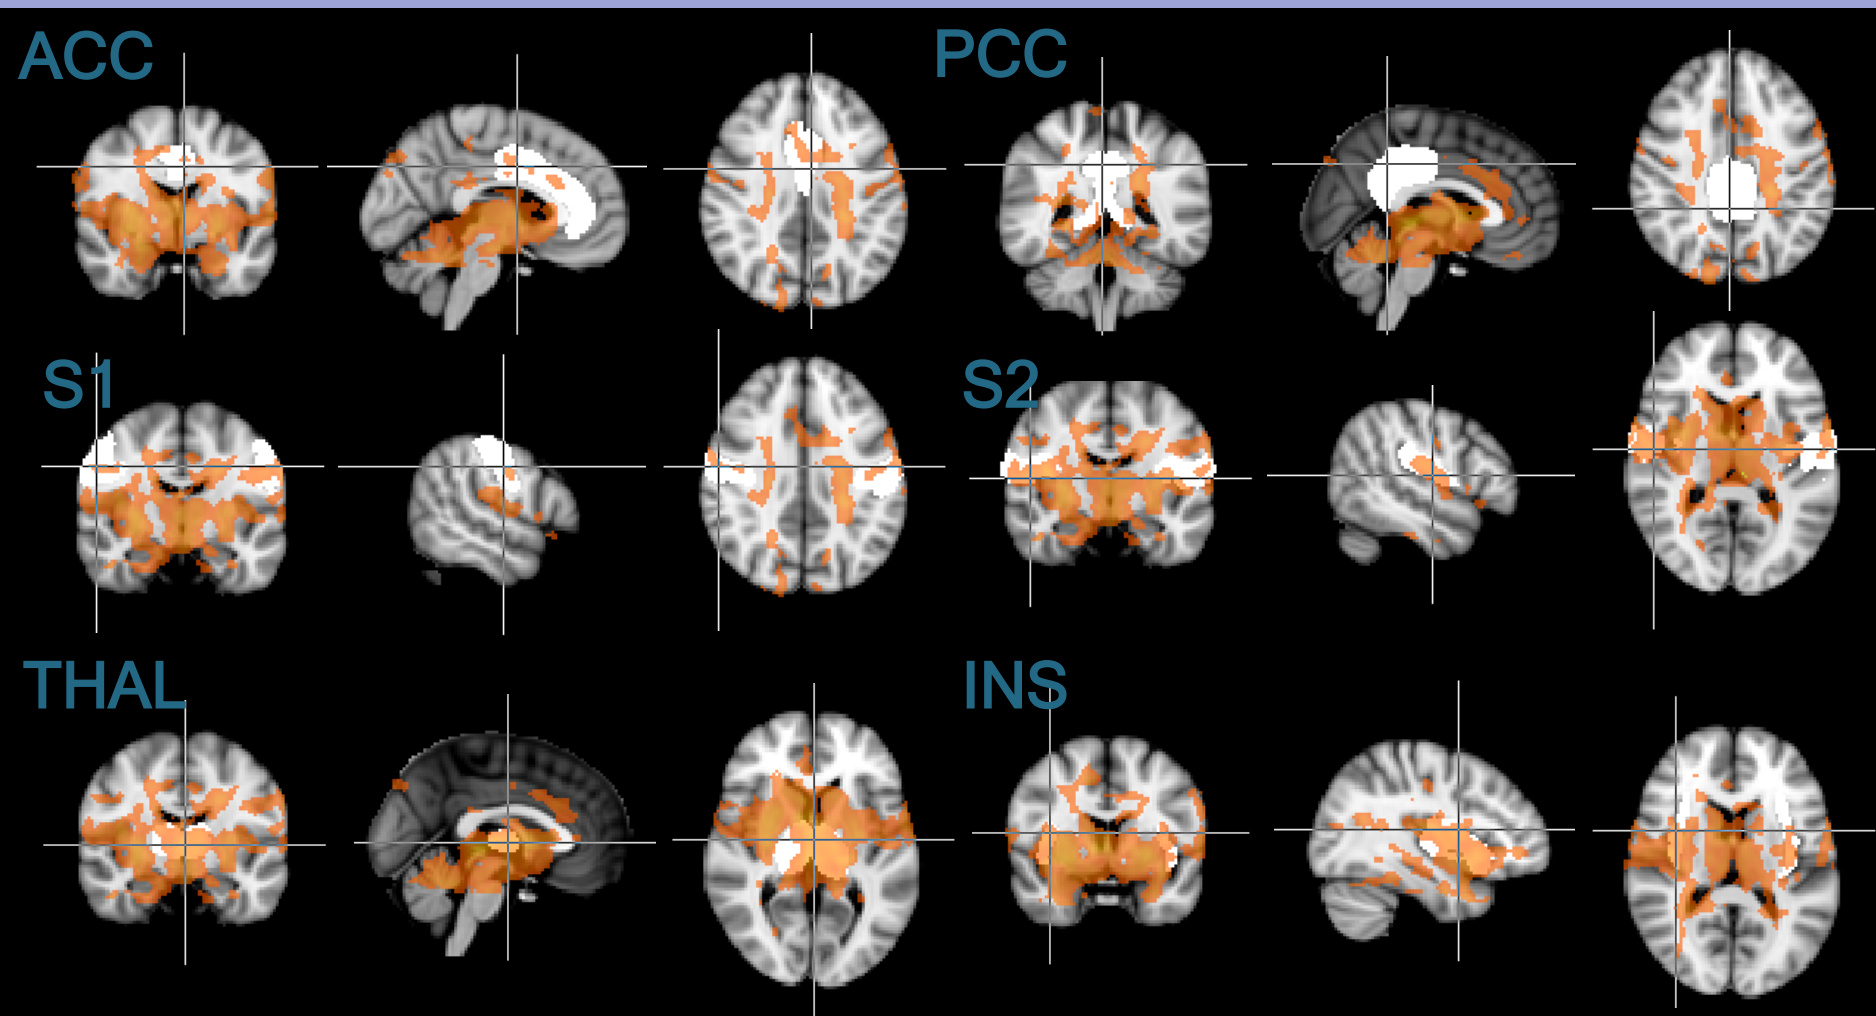 ACC
PCC
S1
S2
THAL
INS